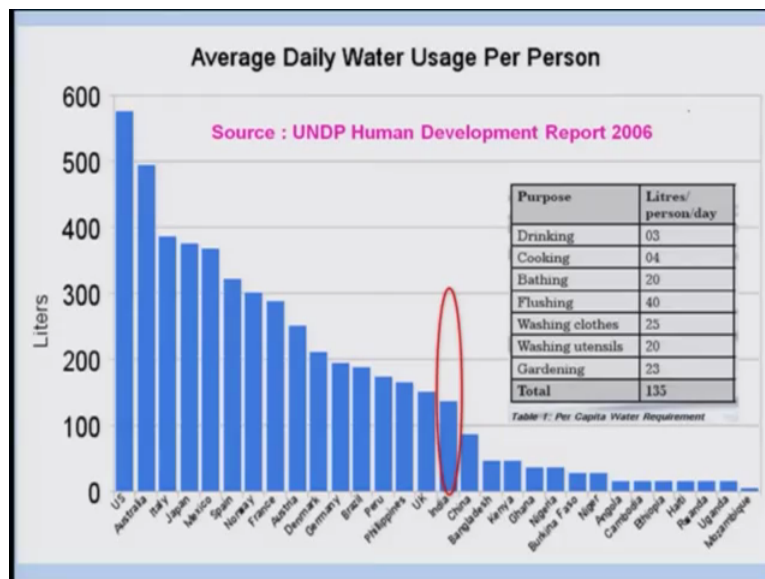 Average Daily Water Usage Per Person
Source : UNDP Human Development Report 2006
Liters
600
500
400
300
200
100
0
Purpose Litres/ person/day
Drinking 03
Cooking 04
Bathing 20
Flushing 40
Washing clothes 25
Washing utensils 20
Gardening 23
Total 135
Table 1: Per Capita Water Requirement
US
Australia
Italy
Japan
Mexico
Spain
Norway
France
Austria
Denmark
Germany
Brazil
Peru
Philippines
UK
India
China
Bangladesh
Kenya
Ghana
Nigeria
Burkina Faso
Niger
Angola
Cambodia
Ethiopia
Haiti
Rwanda
Uganda
Mozambique